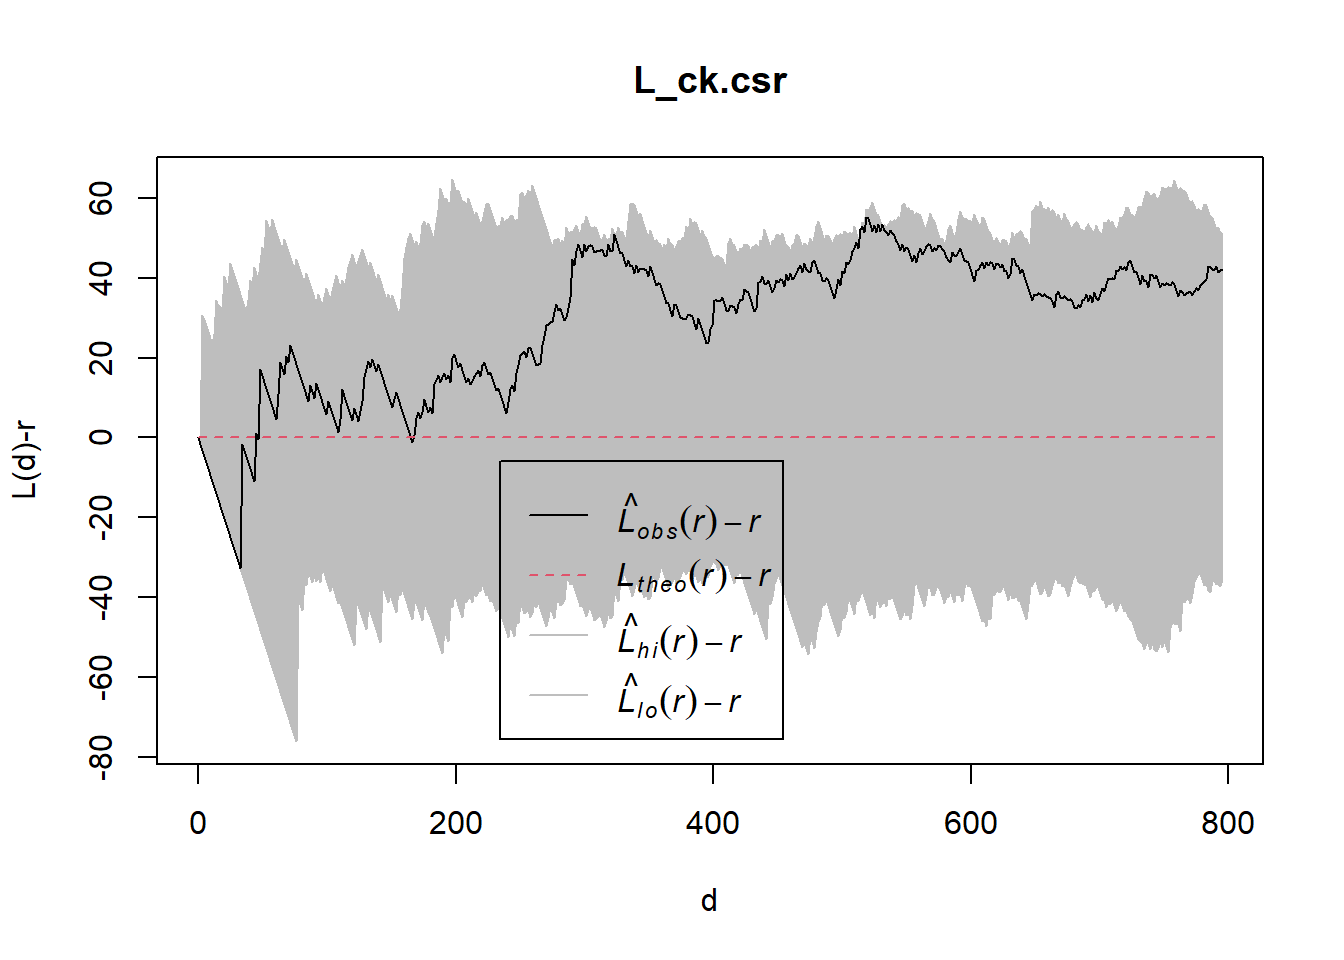 L_ck.csr
L(d)-r
60
40
20
0
-20
-40
-60
-80
L̂obs(r) − r
Ltheo(r) − r
L̂hi(r) − r
L̂lo(r) − r
0 200 400 600 800
d